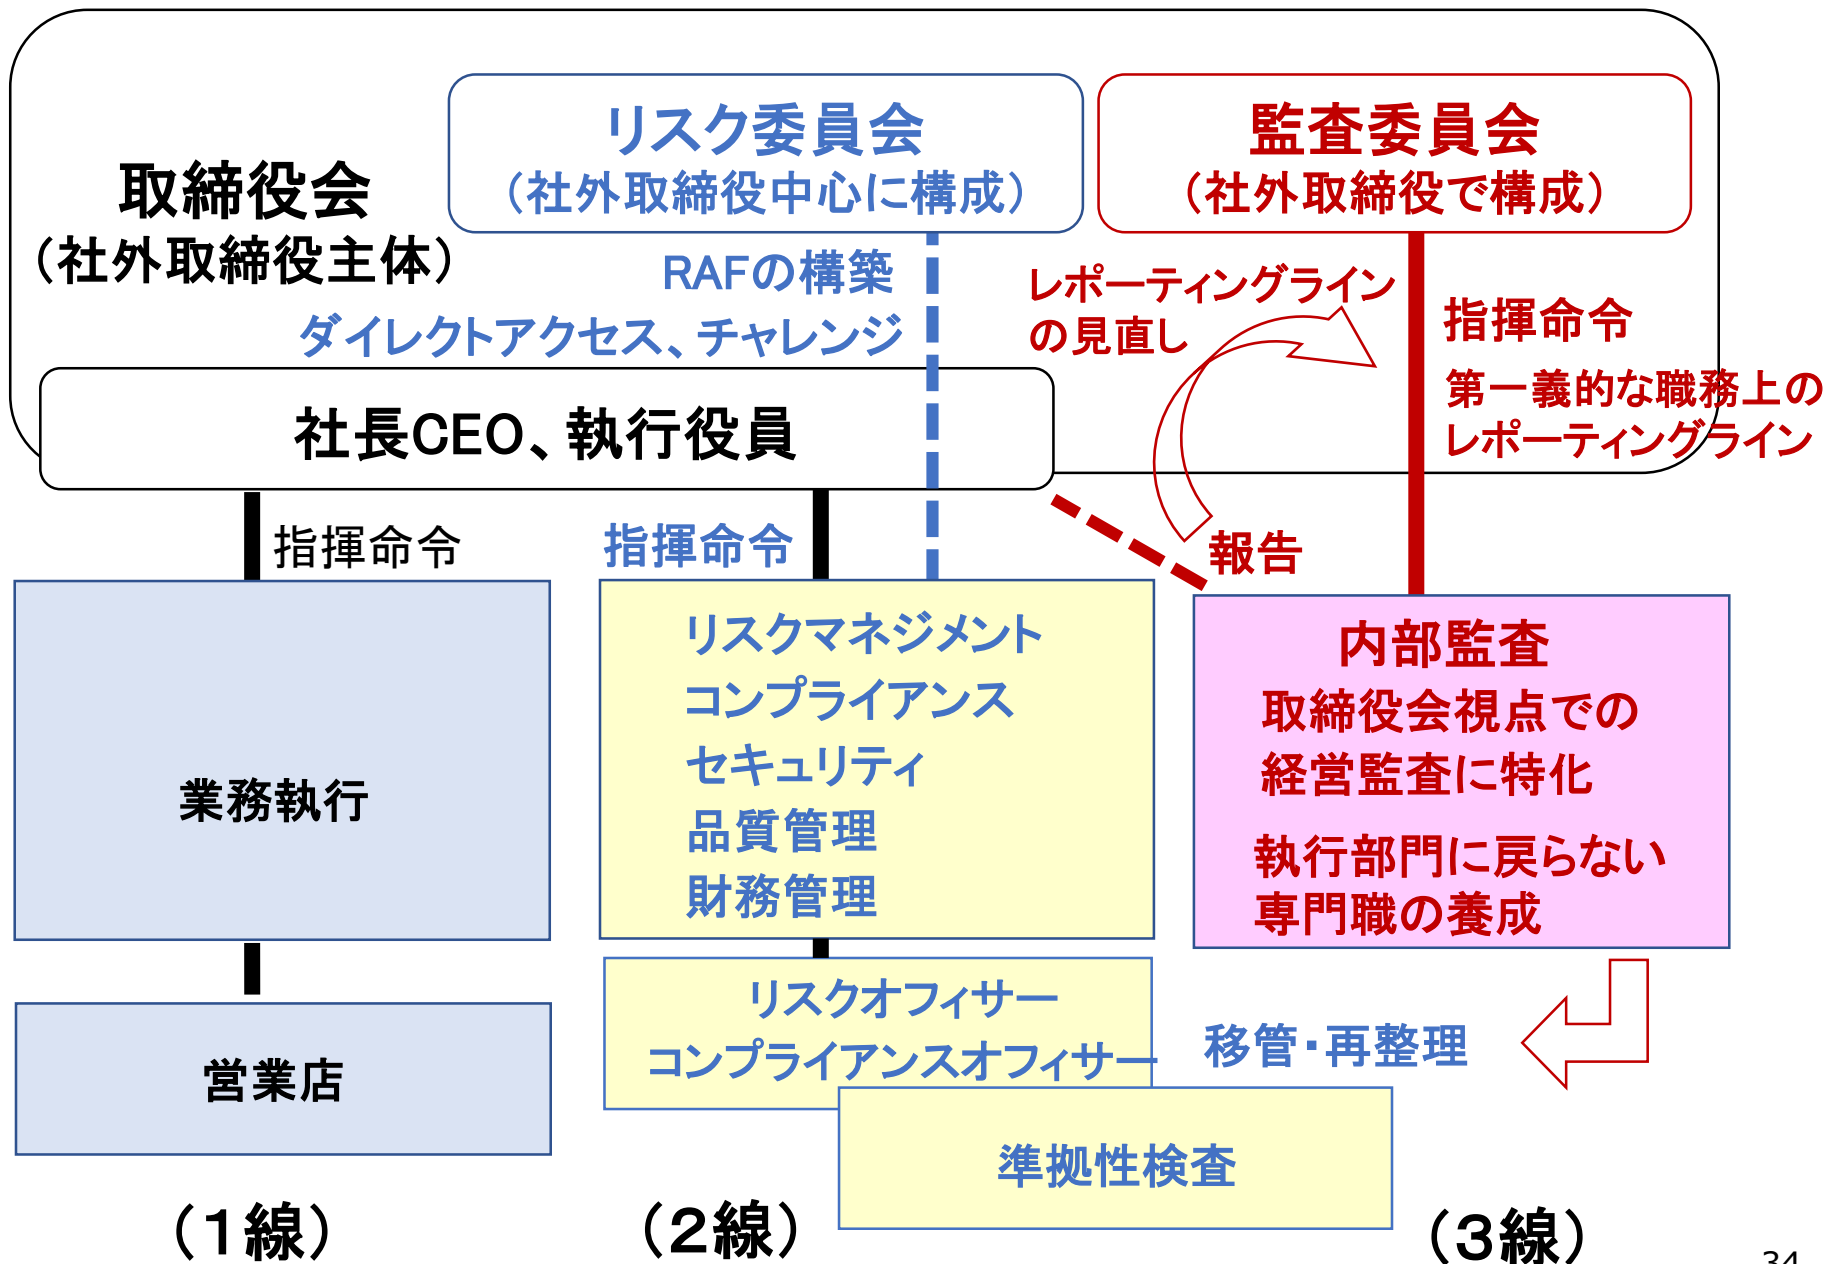 取締役会
（社外取締役主体）
リスク委員会
（社外取締役中心に構成）
監査委員会
（社外取締役で構成）
RAFの構築
ダイレクトアクセス、チャレンジ
レポーティングライン
の見直し
指揮命令
第一義的な職務上の
レポーティングライン
社長CEO、執行役員
指揮命令
指揮命令
報告
業務執行
営業店
リスクマネジメント
コンプライアンス
セキュリティ
品質管理
財務管理
リスクオフィサー
コンプライアンスオフィサー
準拠性検査
内部監査
取締役会視点での
経営監査に特化
執行部門に戻らない
専門職の養成
移管・再整理
（１線）
（２線）
（３線）
34